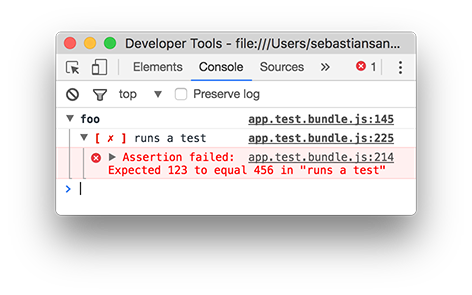 Developer Tools - file:///Users/sebastiansan...
Elements Console Sources » 1
top Preserve log
foo app.test.bundle.js:145
[ ✗ ] runs a test app.test.bundle.js:225
Assertion failed: app.test.bundle.js:214
Expected 123 to equal 456 in "runs a test"